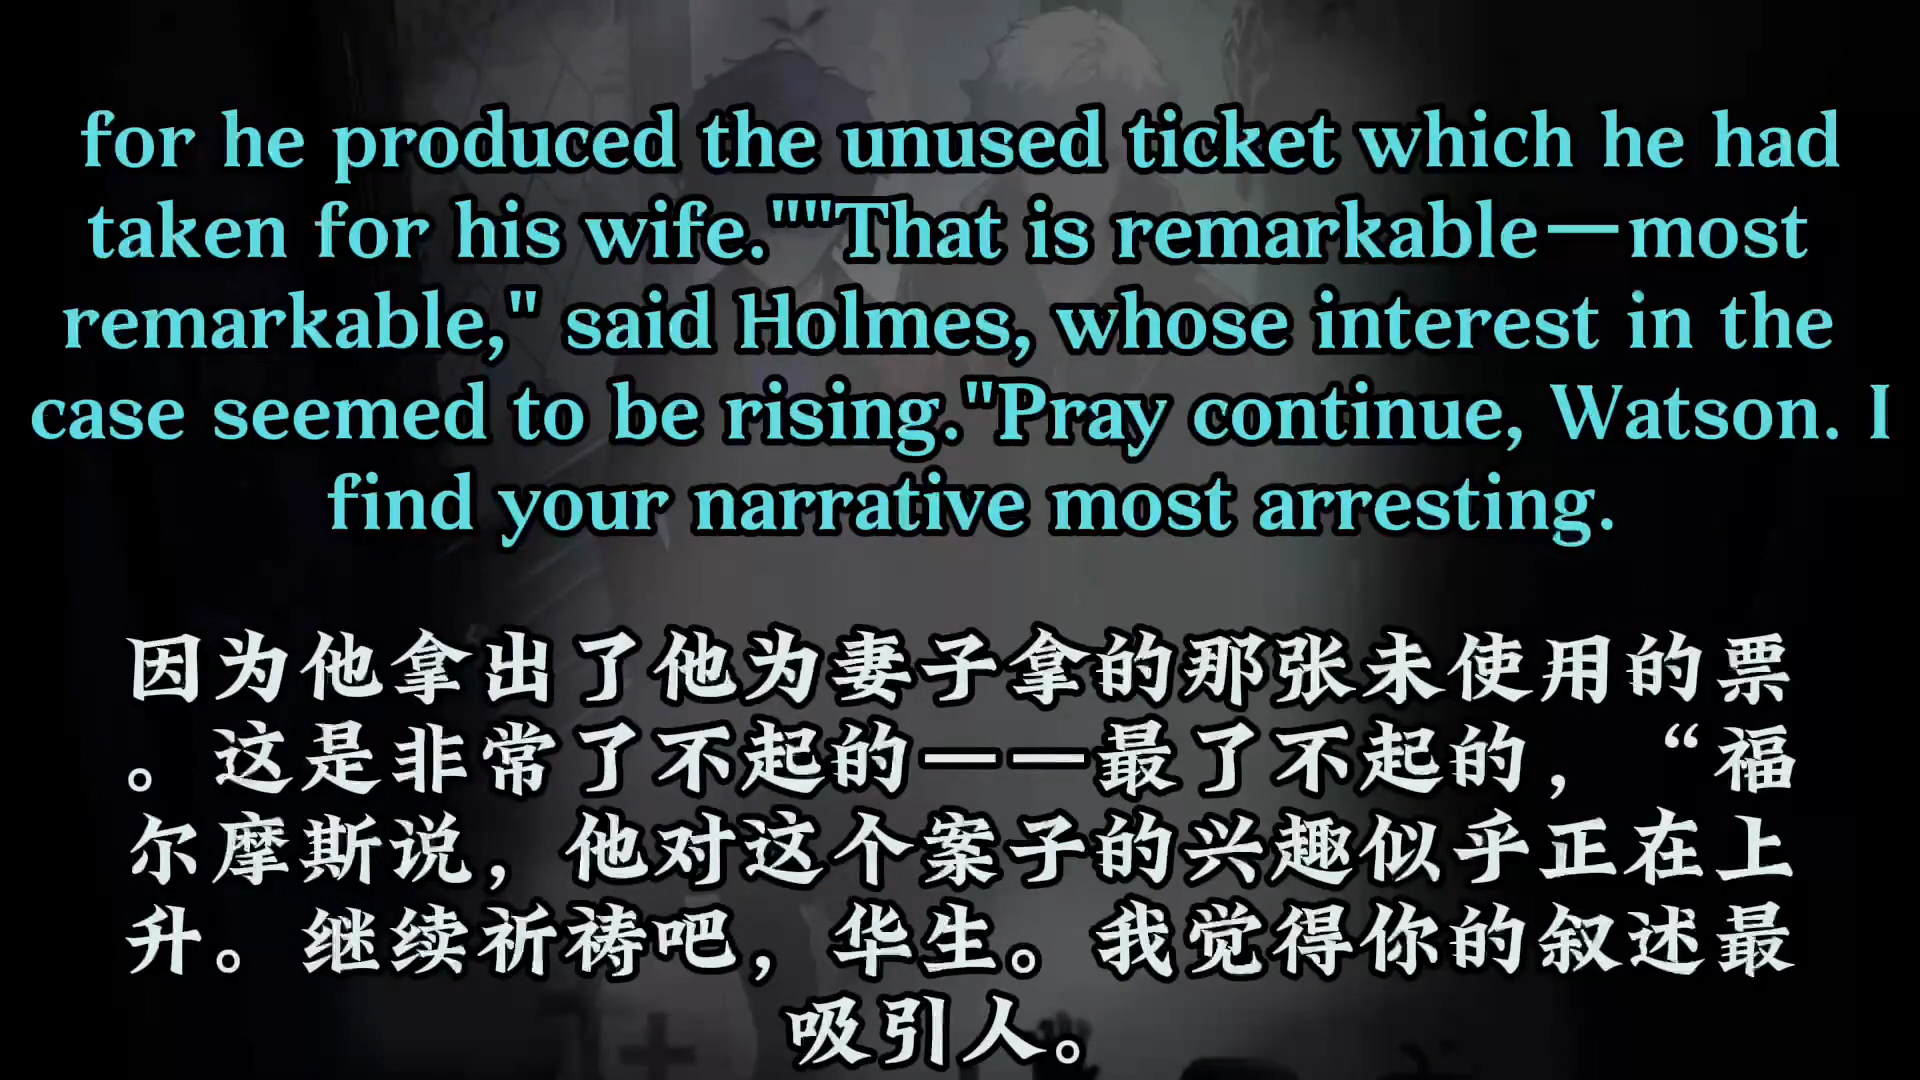 for he produced the unused ticket which he had
taken for his wife.""That is remarkable—most
remarkable," said Holmes, whose interest in the
case seemed to be rising."Pray continue, Watson. I
find your narrative most arresting.
因为他拿出了他为妻子拿的那张未使用的票
。这是非常了不起的——最了不起的，“福
尔摩斯说，他对这个案子的兴趣似乎正在上
升。继续祈祷吧，华生。我觉得你的叙述最
吸引人。